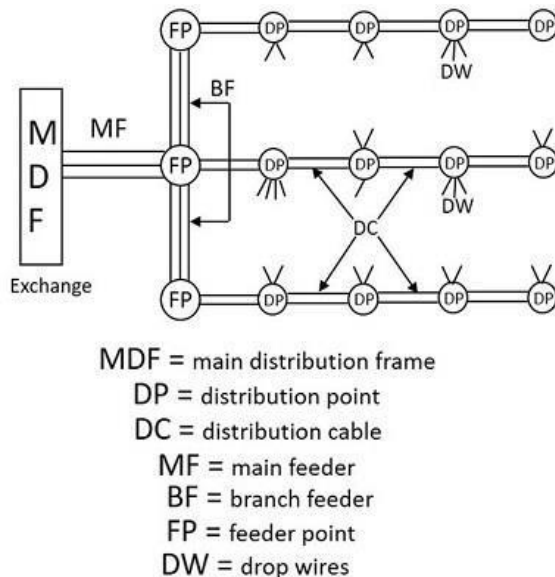 FP DP DP DP DP
DW
BF
MF
M
D
F
FP DP DP DP DP
DW
DC
Exchange
FP DP DP DP DP
MDF = main distribution frame
DP = distribution point
DC = distribution cable
MF = main feeder
BF = branch feeder
FP = feeder point
DW = drop wires